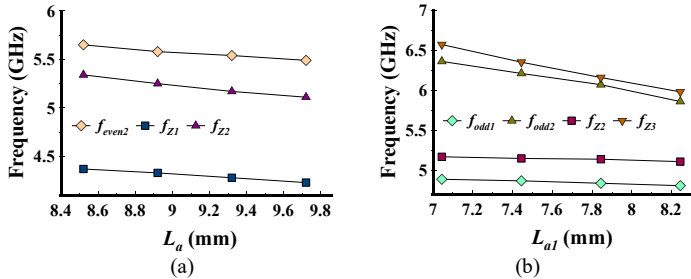 Frequency (GHz)
6
5.5
5
4.5
f_even2 f_Z1 f_Z2
8.4 8.6 8.8 9 9.2 9.4 9.6 9.8
L_a (mm)
(a)
Frequency (GHz)
7
6.5
6
5.5
5
f_odd1 f_odd2 f_Z2 f_Z3
7 7.2 7.4 7.6 7.8 8 8.2
L_a1 (mm)
(b)